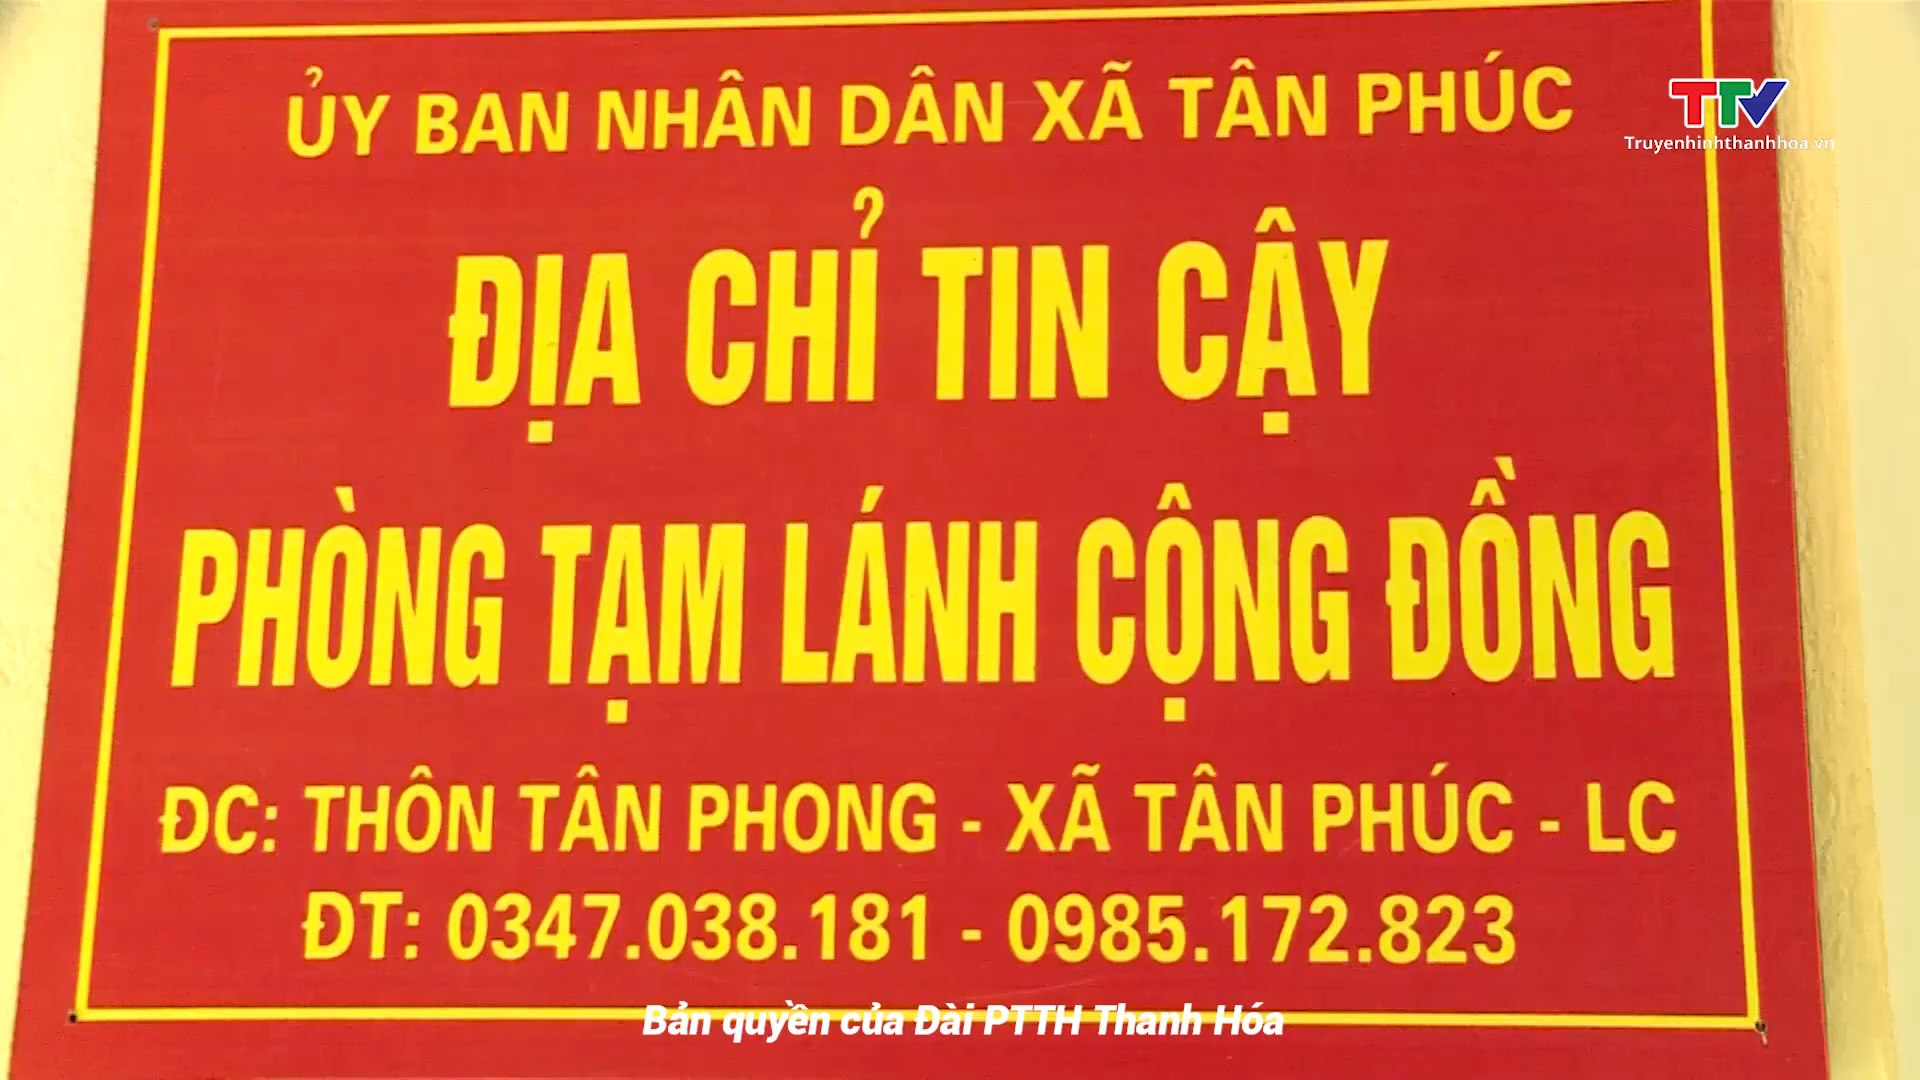 ỦY BAN NHÂN DÂN XÃ TÂN PHÚC
TTV
Truyenhinhthanhhoa.vn
ĐỊA CHỈ TIN CẬY
PHÒNG TẠM LÁNH CỘNG ĐỒNG
ĐC: THÔN TÂN PHONG - XÃ TÂN PHÚC - LC
ĐT: 0347.038.181 - 0985.172.823
Bản quyền của Đài PTTH Thanh Hóa